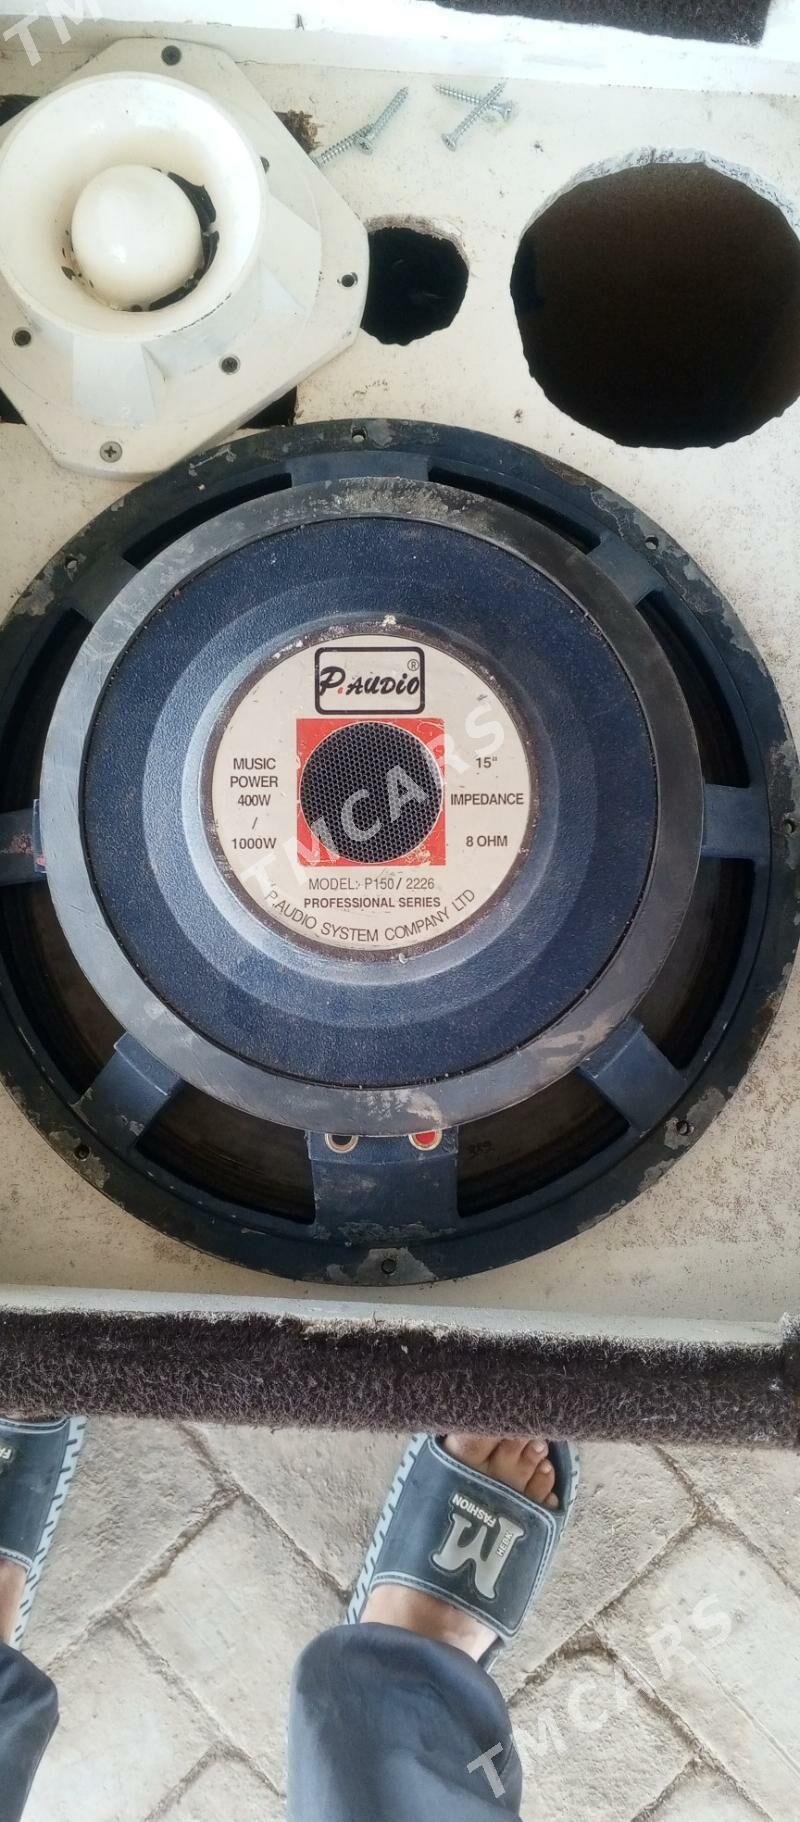 TM
P.AUDIO®
MUSIC
POWER
400W
/
1000W
15"
IMPEDANCE
8 OHM
TMCARS
MODEL: P150/2226
PROFESSIONAL SERIES
P.AUDIO SYSTEM COMPANY LTD
M
FASHION
TMCARS